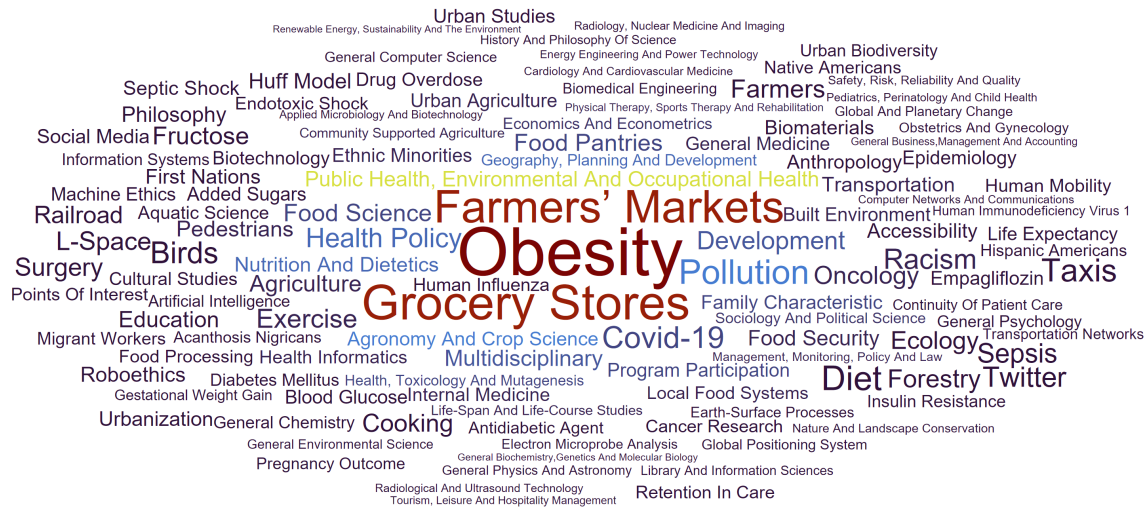 Urban Studies
Renewable Energy, Sustainability And The Environment
Radiology, Nuclear Medicine And Imaging
History And Philosophy Of Science
General Computer Science
Energy Engineering And Power Technology
Urban Biodiversity
Cardiology And Cardiovascular Medicine
Native Americans
Septic Shock
Huff Model
Drug Overdose
Biomedical Engineering
Farmers
Safety, Risk, Reliability And Quality
Pediatrics, Perinatology And Child Health
Endotoxic Shock
Urban Agriculture
Physical Therapy, Sports Therapy And Rehabilitation
Global And Planetary Change
Philosophy
Applied Microbiology And Biotechnology
Economics And Econometrics
Biomaterials
Obstetrics And Gynecology
Social Media
Fructose
Community Supported Agriculture
Food Pantries
General Medicine
General Business,Management And Accounting
Information Systems
Biotechnology
Ethnic Minorities
Geography, Planning And Development
Anthropology
Epidemiology
First Nations
Public Health, Environmental And Occupational Health
Transportation
Human Mobility
Machine Ethics
Added Sugars
Computer Networks And Communications
Railroad
Aquatic Science
Food Science
Farmers’ Markets
Built Environment
Human Immunodeficiency Virus 1
Pedestrians
Accessibility
Life Expectancy
L-Space
Birds
Health Policy
Obesity
Development
Racism
Hispanic Americans
Surgery
Cultural Studies
Nutrition And Dietetics
Pollution
Oncology
Empagliflozin
Taxis
Points Of Interest
Artificial Intelligence
Agriculture
Human Influenza
Grocery Stores
Family Characteristic
Continuity Of Patient Care
Education
Exercise
Sociology And Political Science
General Psychology
Migrant Workers
Acanthosis Nigricans
Agronomy And Crop Science
Covid-19
Food Security
Ecology
Transportation Networks
Food Processing
Health Informatics
Multidisciplinary
Management, Monitoring, Policy And Law
Sepsis
Roboethics
Diabetes Mellitus
Health, Toxicology And Mutagenesis
Program Participation
Diet
Forestry
Twitter
Gestational Weight Gain
Blood Glucose
Internal Medicine
Local Food Systems
Insulin Resistance
Urbanization
General Chemistry
Cooking
Life-Span And Life-Course Studies
Earth-Surface Processes
Antidiabetic Agent
Cancer Research
Nature And Landscape Conservation
General Environmental Science
Electron Microprobe Analysis
Global Positioning System
Pregnancy Outcome
General Biochemistry,Genetics And Molecular Biology
General Physics And Astronomy
Library And Information Sciences
Radiological And Ultrasound Technology
Retention In Care
Tourism, Leisure And Hospitality Management